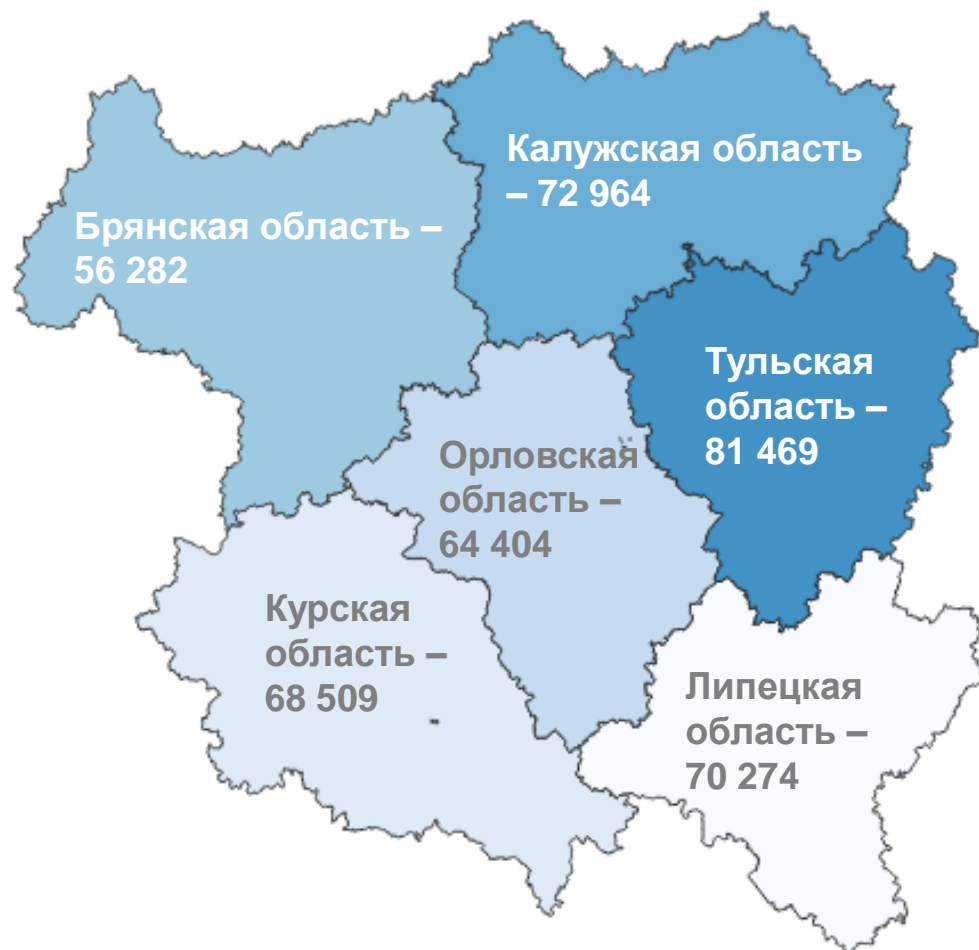 Калужская область
– 72 964
Брянская область –
56 282
Тульская
область –
81 469
Орловская
область –
64 404
Курская
область –
68 509
Липецкая
область –
70 274